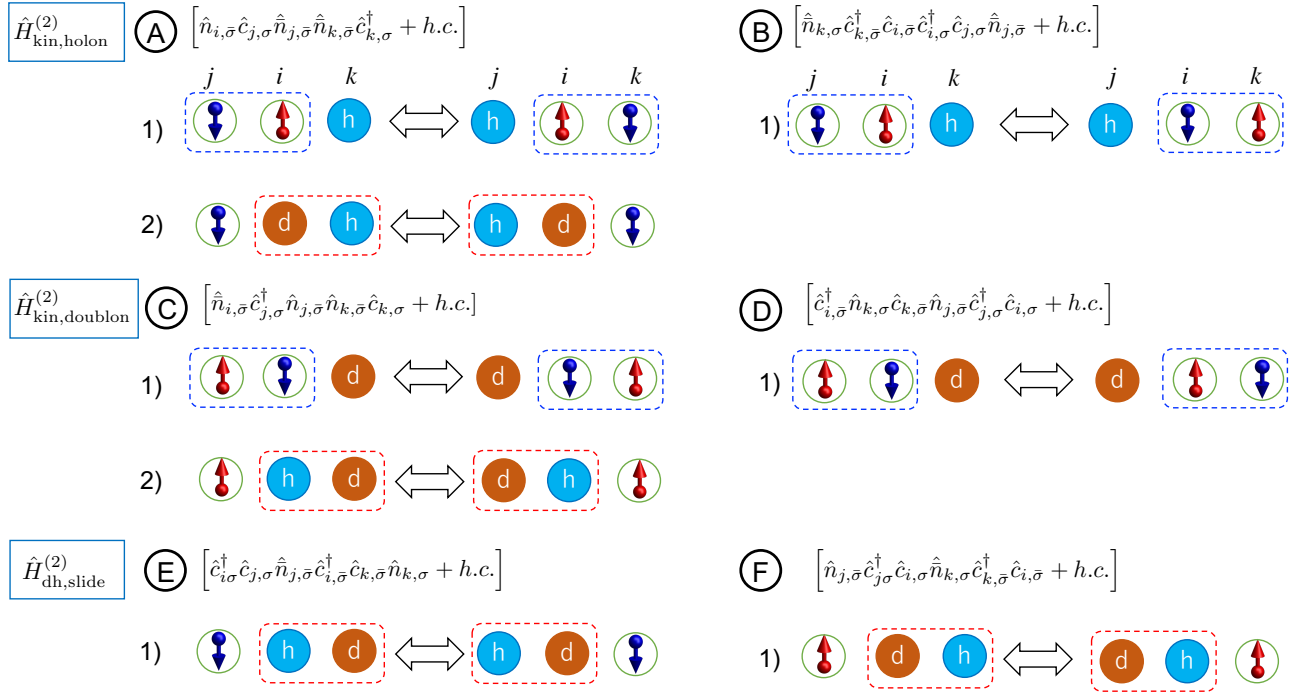 $\hat{H}^{(2)}_{\mathrm{kin,holon}}$ A $\left[\hat{n}_{i,\bar{\sigma}}\hat{c}_{j,\sigma}\hat{\bar{n}}_{j,\bar{\sigma}}\hat{\bar{n}}_{k,\bar{\sigma}}\hat{c}^{\dagger}_{k,\sigma} + h.c.\right]$ B $\left[\hat{\bar{n}}_{k,\sigma}\hat{c}^{\dagger}_{k,\bar{\sigma}}\hat{c}_{i,\bar{\sigma}}\hat{c}^{\dagger}_{i,\sigma}\hat{c}_{j,\sigma}\hat{\bar{n}}_{j,\bar{\sigma}} + h.c.\right]$
j i k j i k j i k j i k
1) h h 1) h h
2) d h h d
$\hat{H}^{(2)}_{\mathrm{kin,doublon}}$ C $\left[\hat{\bar{n}}_{i,\bar{\sigma}}\hat{c}^{\dagger}_{j,\sigma}\hat{n}_{j,\bar{\sigma}}\hat{n}_{k,\bar{\sigma}}\hat{c}_{k,\sigma} + h.c.\right]$ D $\left[\hat{c}^{\dagger}_{i,\bar{\sigma}}\hat{n}_{k,\sigma}\hat{c}_{k,\bar{\sigma}}\hat{n}_{j,\bar{\sigma}}\hat{c}^{\dagger}_{j,\sigma}\hat{c}_{i,\sigma} + h.c.\right]$
1) d d 1) d d
2) h d d h
$\hat{H}^{(2)}_{\mathrm{dh,slide}}$ E $\left[\hat{c}^{\dagger}_{i\sigma}\hat{c}_{j,\sigma}\hat{\bar{n}}_{j,\bar{\sigma}}\hat{c}^{\dagger}_{i,\bar{\sigma}}\hat{c}_{k,\bar{\sigma}}\hat{n}_{k,\sigma} + h.c.\right]$ F $\left[\hat{n}_{j,\bar{\sigma}}\hat{c}^{\dagger}_{j\sigma}\hat{c}_{i,\sigma}\hat{\bar{n}}_{k,\sigma}\hat{c}^{\dagger}_{k,\bar{\sigma}}\hat{c}_{i,\bar{\sigma}} + h.c.\right]$
1) h d h d 1) d h d h